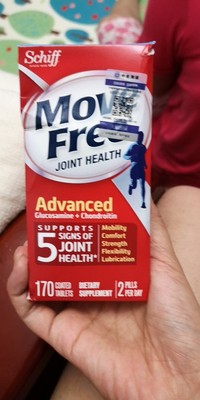 Schiff
Move
Free
JOINT HEALTH
Advanced
Glucosamine + Chondroitin
SUPPORTS
5 SIGNS OF
JOINT
HEALTH*
Mobility
Comfort
Strength
Flexibility
Lubrication
170 COATED TABLETS
DIETARY SUPPLEMENT
2 PILLS PER DAY